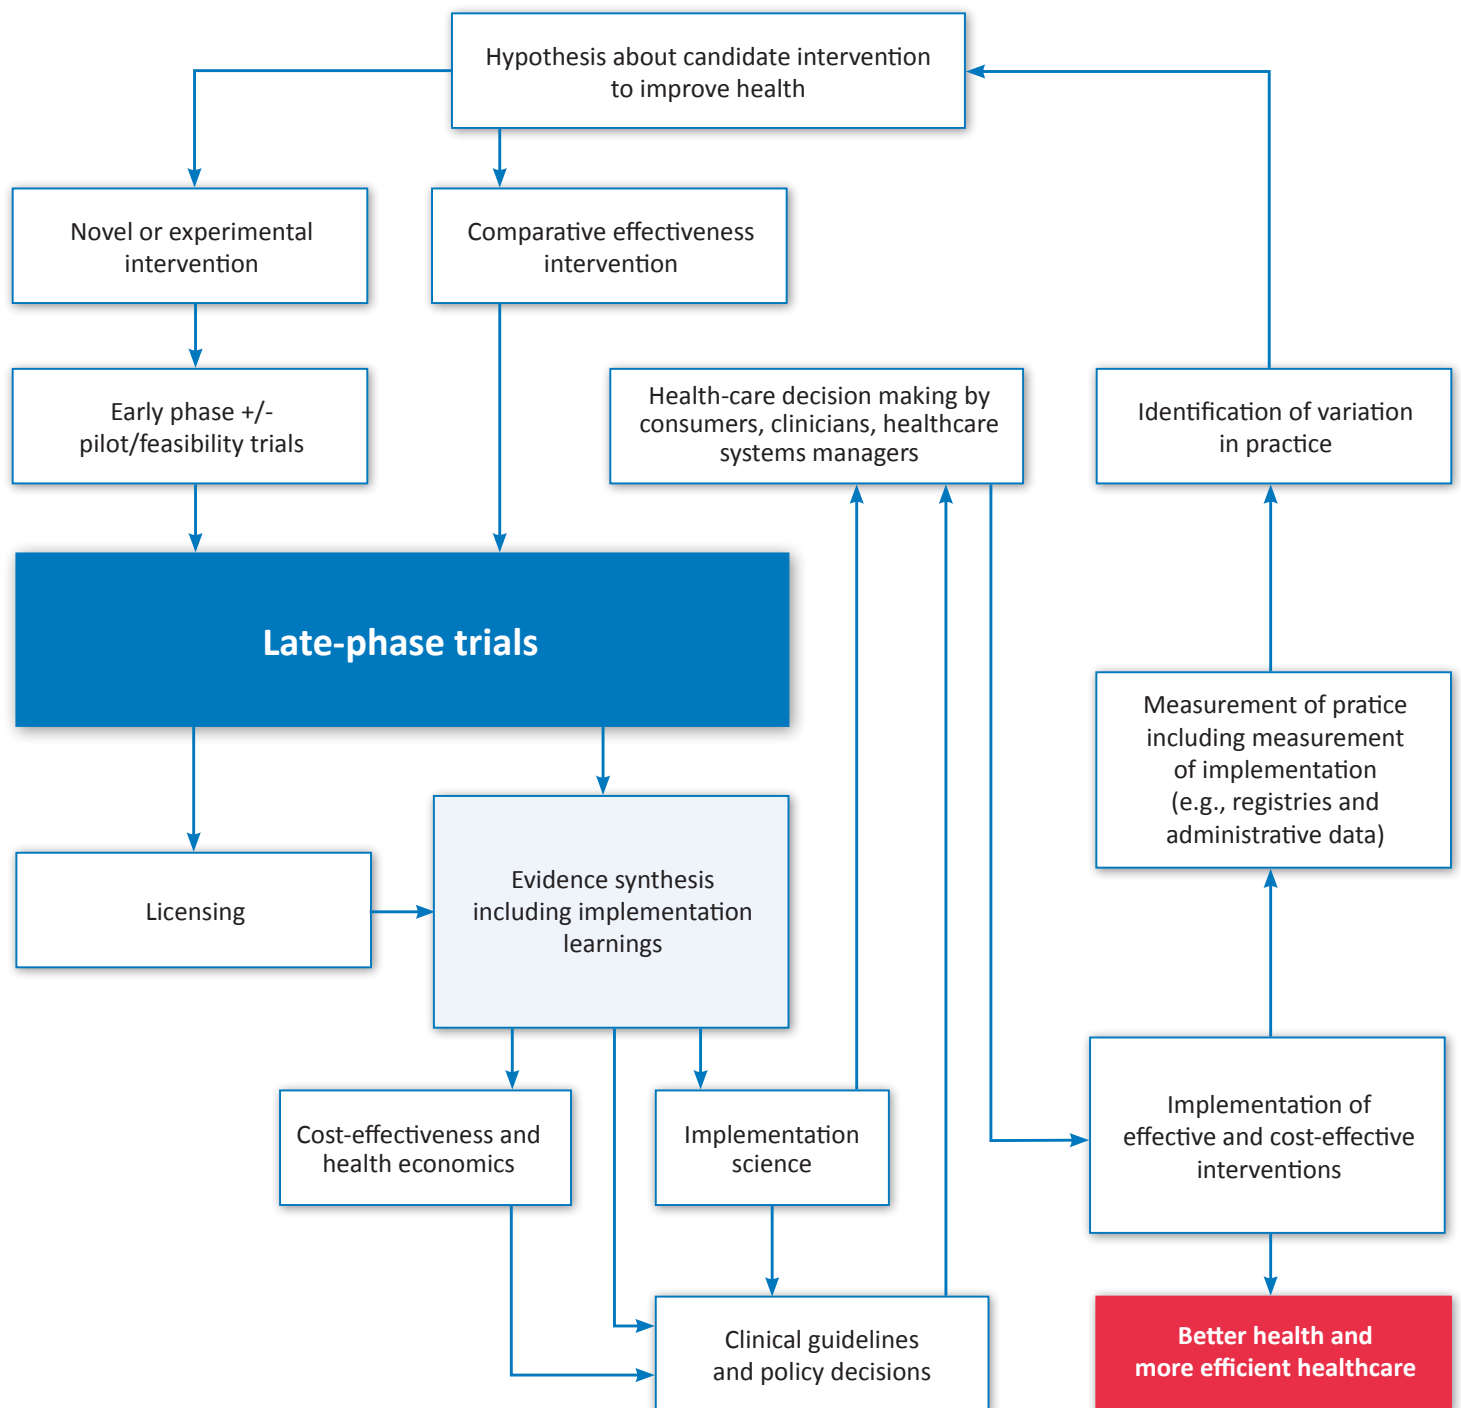 Hypothesis about candidate intervention
to improve health
Novel or experimental
intervention
Comparative effectiveness
intervention
Early phase +/-
pilot/feasibility trials
Health-care decision making by
consumers, clinicians, healthcare
systems managers
Identification of variation
in practice
Late-phase trials
Measurement of pratice
including measurement
of implementation
(e.g., registries and
administrative data)
Licensing
Evidence synthesis
including implementation
learnings
Cost-effectiveness and
health economics
Implementation
science
Implementation of
effective and cost-effective
interventions
Clinical guidelines
and policy decisions
Better health and
more efficient healthcare